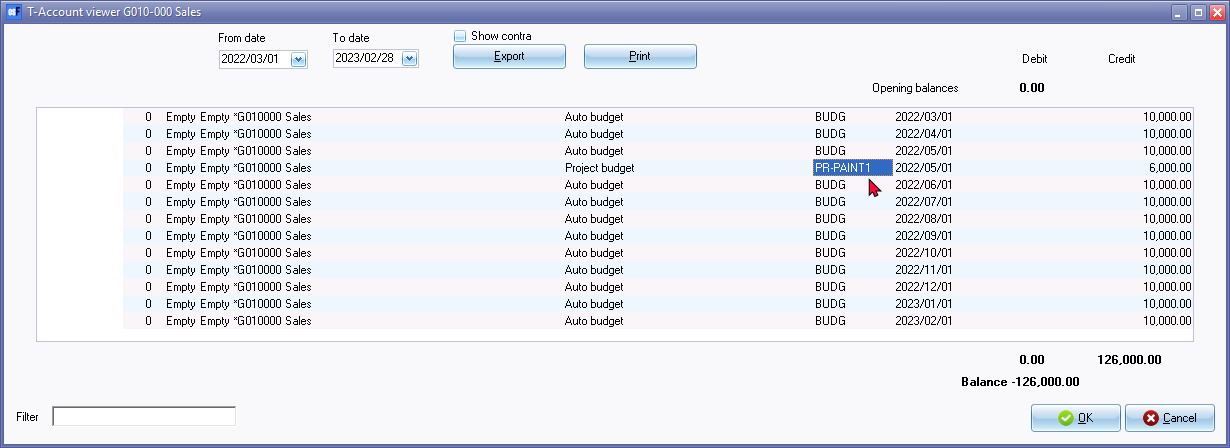 T-Account viewer G010-000 Sales
From date To date Show contra
2022/03/01 2023/02/28 Export Print Debit Credit
Opening balances 0.00
0 Empty Empty *G010000 Sales Auto budget BUDG 2022/03/01 10,000.00
0 Empty Empty *G010000 Sales Auto budget BUDG 2022/04/01 10,000.00
0 Empty Empty *G010000 Sales Auto budget BUDG 2022/05/01 10,000.00
0 Empty Empty *G010000 Sales Project budget PR-PAINT1 2022/05/01 6,000.00
0 Empty Empty *G010000 Sales Auto budget BUDG 2022/06/01 10,000.00
0 Empty Empty *G010000 Sales Auto budget BUDG 2022/07/01 10,000.00
0 Empty Empty *G010000 Sales Auto budget BUDG 2022/08/01 10,000.00
0 Empty Empty *G010000 Sales Auto budget BUDG 2022/09/01 10,000.00
0 Empty Empty *G010000 Sales Auto budget BUDG 2022/10/01 10,000.00
0 Empty Empty *G010000 Sales Auto budget BUDG 2022/11/01 10,000.00
0 Empty Empty *G010000 Sales Auto budget BUDG 2022/12/01 10,000.00
0 Empty Empty *G010000 Sales Auto budget BUDG 2023/01/01 10,000.00
0 Empty Empty *G010000 Sales Auto budget BUDG 2023/02/01 10,000.00
0.00 126,000.00
Balance -126,000.00
Filter OK Cancel